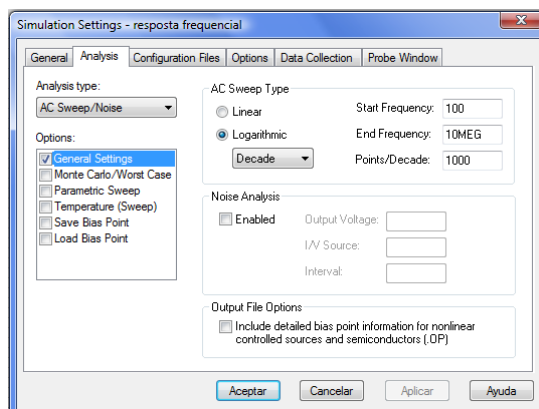 Simulation Settings - resposta frequencial
General Analysis Configuration Files Options Data Collection Probe Window
Analysis type:
AC Sweep/Noise
Options:
General Settings
Monte Carlo/Worst Case
Parametric Sweep
Temperature (Sweep)
Save Bias Point
Load Bias Point
AC Sweep Type
Linear
Logarithmic
Decade
Start Frequency: 100
End Frequency: 10MEG
Points/Decade: 1000
Noise Analysis
Enabled
Output Voltage:
I/V Source:
Interval:
Output File Options
Include detailed bias point information for nonlinear
controlled sources and semiconductors (.OP)
Aceptar Cancelar Aplicar Ayuda